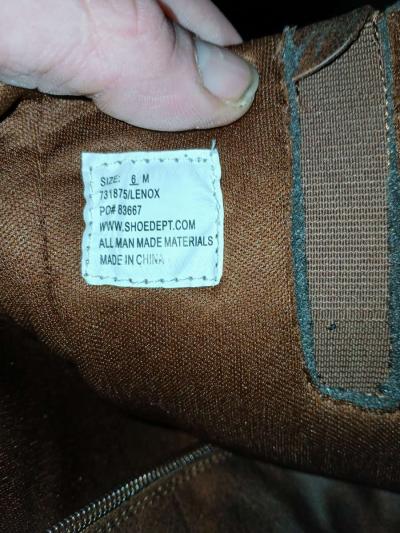 SIZE: 6 M
731875/LENOX
PO# 83667
WWW.SHOEDEPT.COM
ALL MAN MADE MATERIALS
MADE IN CHINA